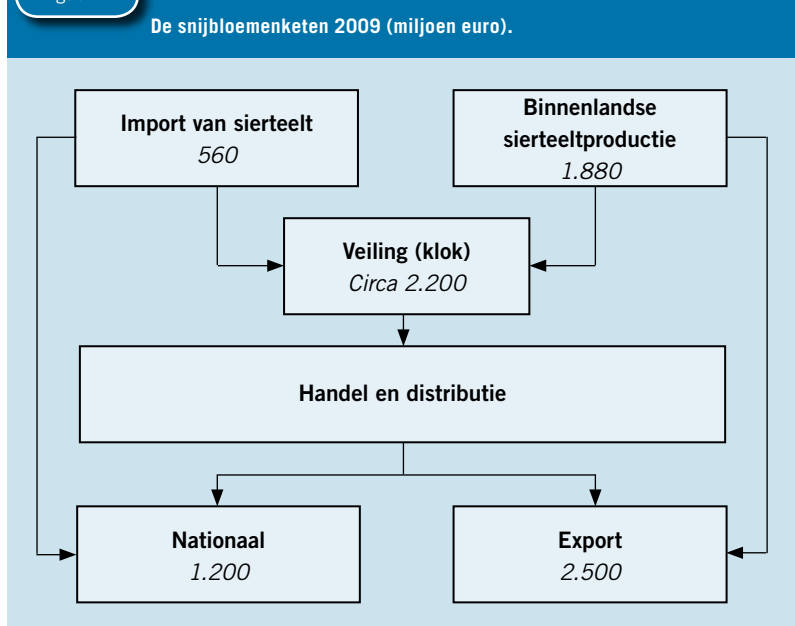 De snijbloemenketen 2009 (miljoen euro).
Import van sierteelt
560
Binnenlandse
sierteeltproductie
1.880
Veiling (klok)
Circa 2.200
Handel en distributie
Nationaal
1.200
Export
2.500